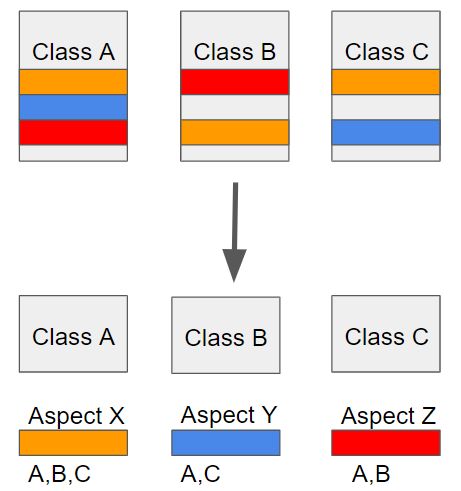 Class A
Class B
Class C
Class A
Class B
Class C
Aspect X
Aspect Y
Aspect Z
A,B,C
A,C
A,B